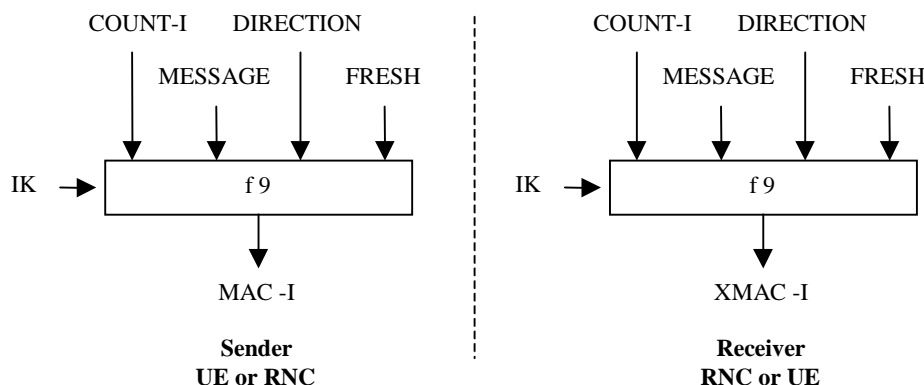 COUNT-I DIRECTION
MESSAGE FRESH
IK
f 9
MAC -I
Sender
UE or RNC
COUNT-I DIRECTION
MESSAGE FRESH
IK
f 9
XMAC -I
Receiver
RNC or UE